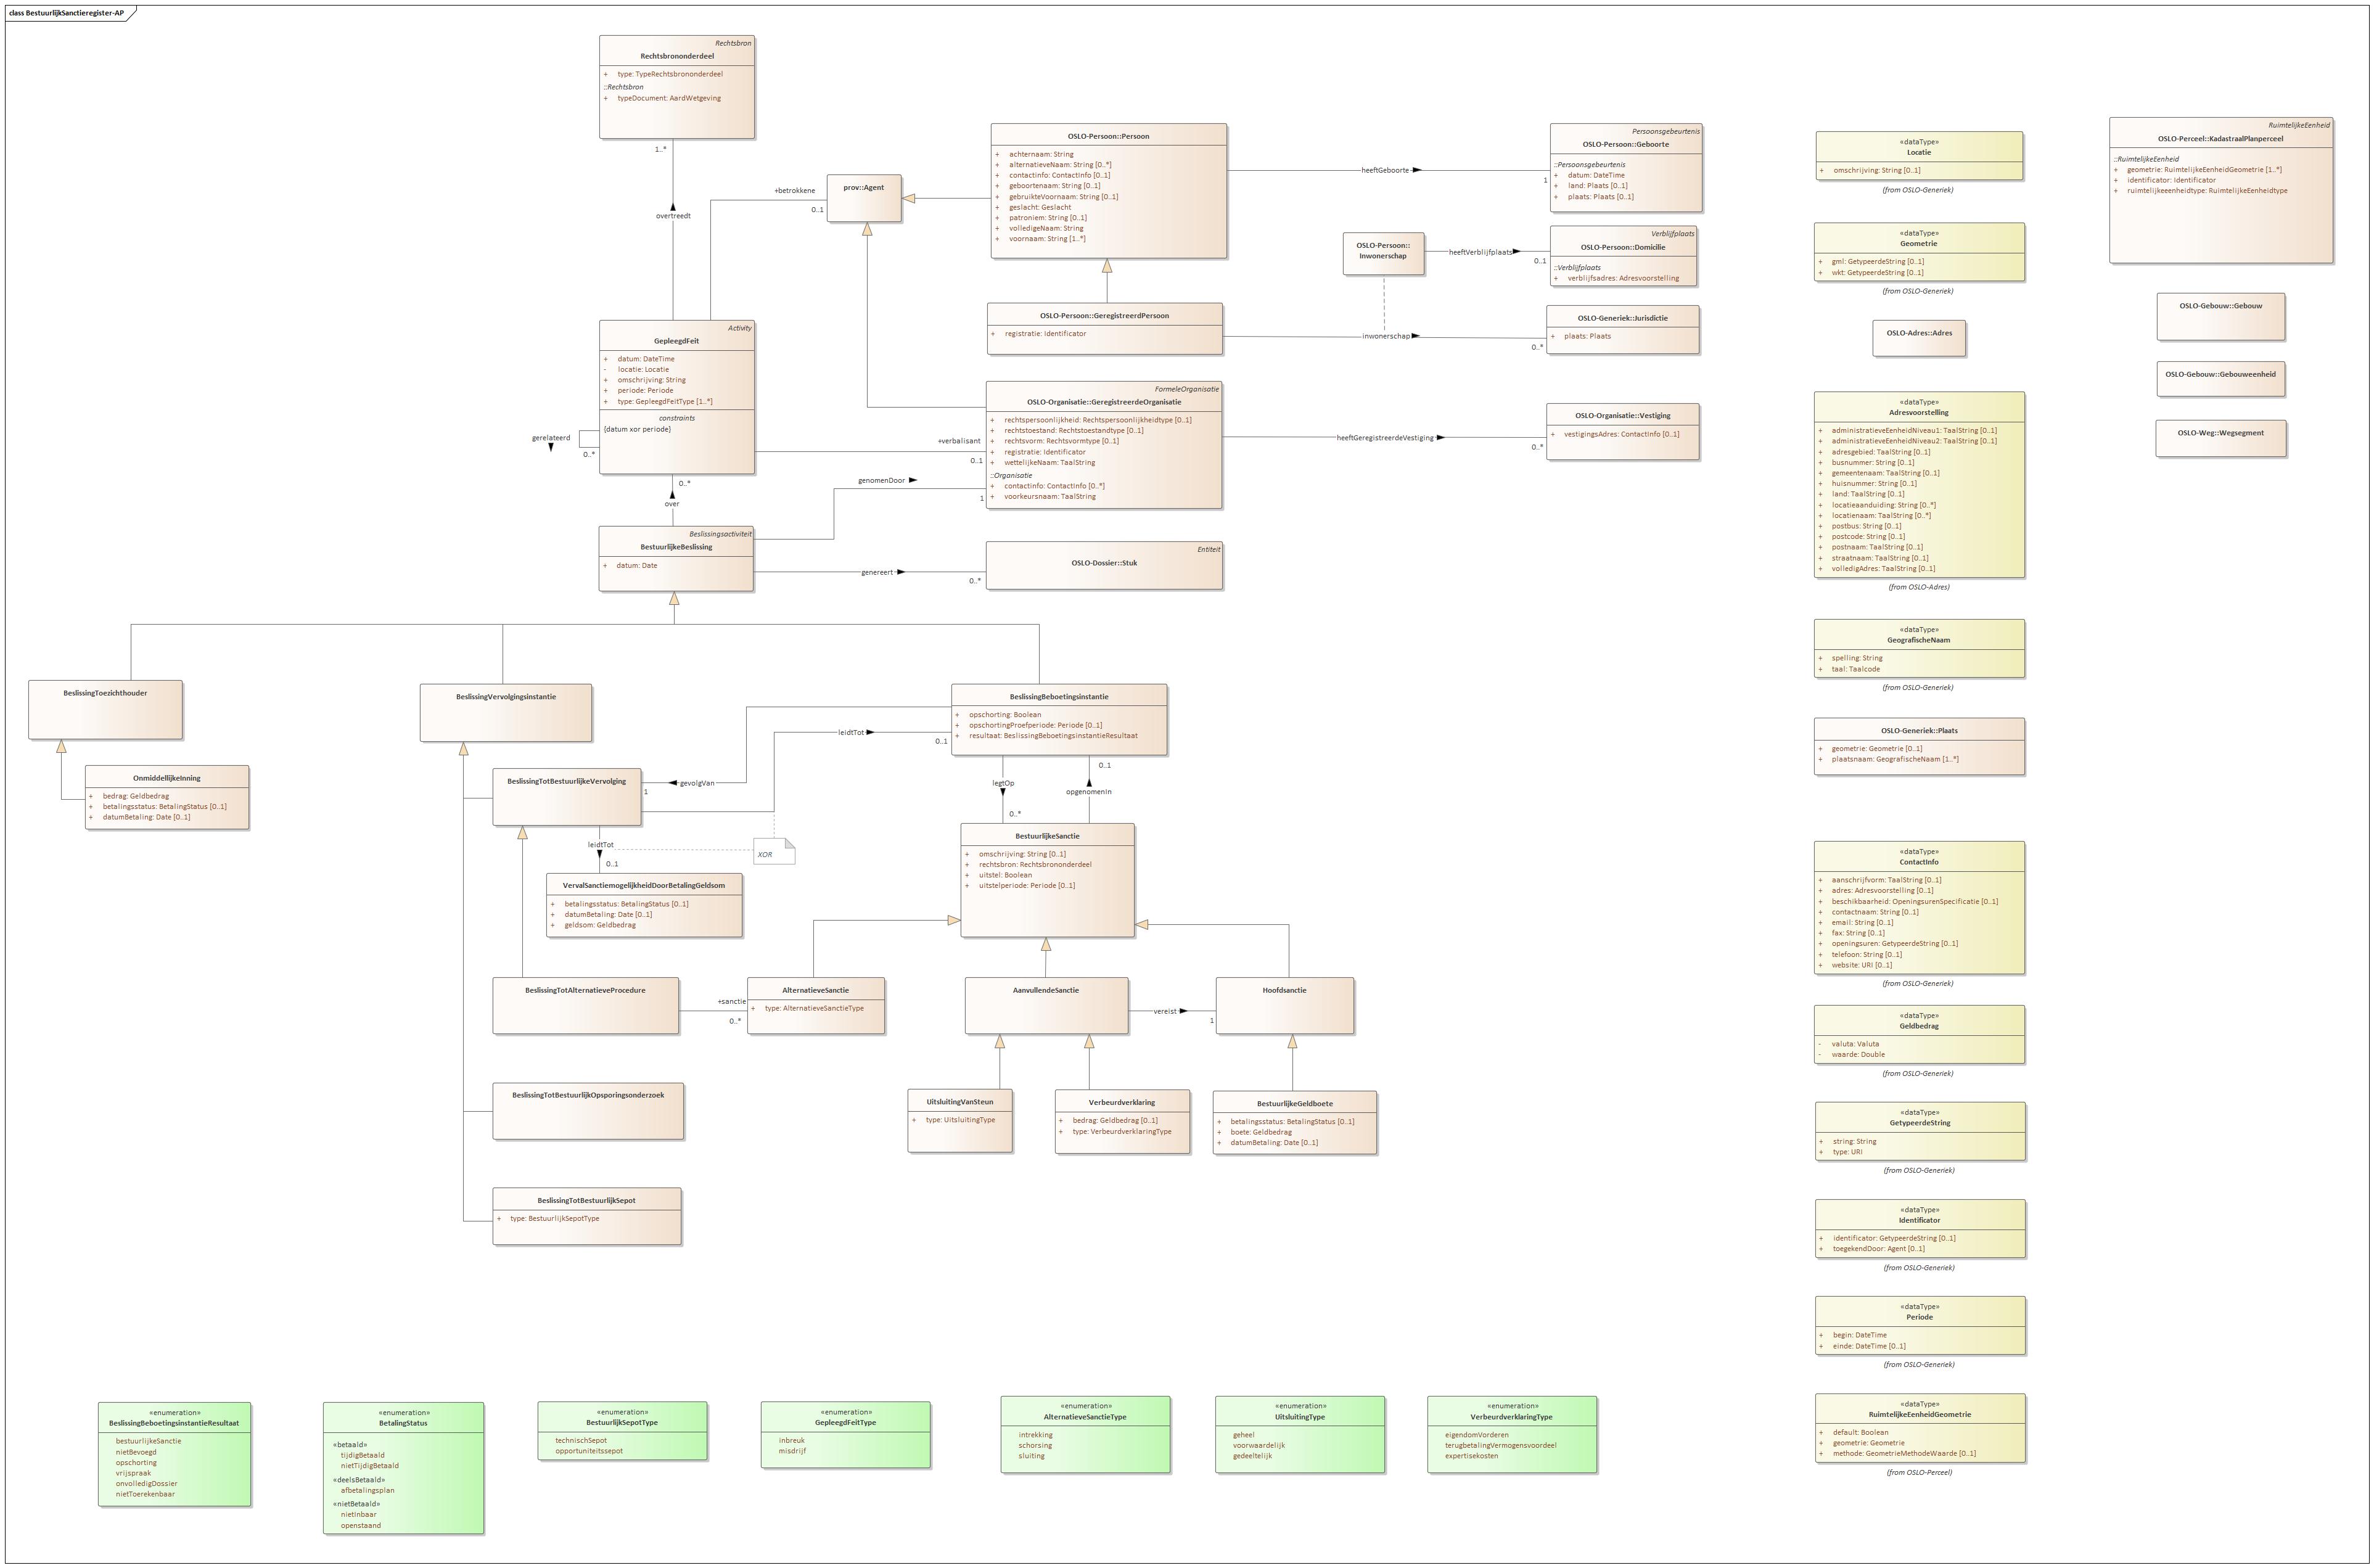 class BestuurlijkSanctieregister-AP
Rechtsbron
Rechtsbrononderdeel
+ type: TypeRechtsbrononderdeel
::Rechtsbron
+ typeDocument: AardWetgeving
1..*
overtreedt
+betrokkene
0..1
prov::Agent
OSLO-Persoon::Persoon
+ achternaam: String
+ alternatieveNaam: String [0..*]
+ contactinfo: ContactInfo [0..1]
+ geboortenaam: String [0..1]
+ gebruikteVoornaam: String [0..1]
+ geslacht: Geslacht
+ patroniem: String [0..1]
+ volledigeNaam: String
+ voornaam: String [1..*]
heeftGeboorte
1
Persoonsgebeurtenis
OSLO-Persoon::Geboorte
::Persoonsgebeurtenis
+ datum: DateTime
+ land: Plaats [0..1]
+ plaats: Plaats [0..1]
OSLO-Persoon::
Inwonerschap
heeftVerblijfplaats
0..1
Verblijfplaats
OSLO-Persoon::Domicilie
::Verblijfplaats
+ verblijfsadres: Adresvoorstelling
OSLO-Persoon::GeregistreerdPersoon
+ registratie: Identificator
inwonerschap
0..*
OSLO-Generiek::Jurisdictie
+ plaats: Plaats
Activity
GepleegdFeit
+ datum: DateTime
- locatie: Locatie
+ omschrijving: String
+ periode: Periode
+ type: GepleegdFeitType [1..*]
constraints
{datum xor periode}
gerelateerd
0..*
+verbalisant
0..1
FormeleOrganisatie
OSLO-Organisatie::GeregistreerdeOrganisatie
+ rechtspersoonlijkheid: Rechtspersoonlijkheidtype [0..1]
+ rechtstoestand: Rechtstoestandtype [0..1]
+ rechtsvorm: Rechtsvormtype [0..1]
+ registratie: Identificator
+ wettelijkeNaam: TaalString
::Organisatie
+ contactinfo: ContactInfo [0..*]
+ voorkeursnaam: TaalString
heeftGeregistreerdeVestiging
0..*
OSLO-Organisatie::Vestiging
+ vestigingsAdres: ContactInfo [0..1]
0..*
over
genomenDoor
1
Beslissingsactiviteit
BestuurlijkeBeslissing
+ datum: Date
genereert
0..*
Entiteit
OSLO-Dossier::Stuk
BeslissingToezichthouder
OnmiddellijkeInning
+ bedrag: Geldbedrag
+ betalingsstatus: BetalingStatus [0..1]
+ datumBetaling: Date [0..1]
BeslissingVervolgingsinstantie
BeslissingBeboetingsinstantie
+ opschorting: Boolean
+ opschortingProefperiode: Periode [0..1]
+ resultaat: BeslissingBeboetingsinstantieResultaat
leidtTot
0..1
BeslissingTotBestuurlijkeVervolging
gevolgVan
1
legtOp
0..*
0..1
opgenomenIn
leidtTot
0..1
XOR
VervalSanctiemogelijkheidDoorBetalingGeldsom
+ betalingsstatus: BetalingStatus [0..1]
+ datumBetaling: Date [0..1]
+ geldsom: Geldbedrag
BestuurlijkeSanctie
+ omschrijving: String [0..1]
+ rechtsbron: Rechtsbrononderdeel
+ uitstel: Boolean
+ uitstelperiode: Periode [0..1]
BeslissingTotAlternatieveProcedure
+sanctie
0..*
AlternatieveSanctie
+ type: AlternatieveSanctieType
AanvullendeSanctie
vereist
1
Hoofdsanctie
BeslissingTotBestuurlijkOpsporingsonderzoek
UitsluitingVanSteun
+ type: UitsluitingType
Verbeurdverklaring
+ bedrag: Geldbedrag [0..1]
+ type: VerbeurdverklaringType
BestuurlijkeGeldboete
+ betalingsstatus: BetalingStatus [0..1]
+ boete: Geldbedrag
+ datumBetaling: Date [0..1]
BeslissingTotBestuurlijkSepot
+ type: BestuurlijkSepotType
«dataType»
Locatie
+ omschrijving: String [0..1]
(from OSLO-Generiek)
«dataType»
Geometrie
+ gml: GetypeerdeString [0..1]
+ wkt: GetypeerdeString [0..1]
(from OSLO-Generiek)
OSLO-Adres::Adres
«dataType»
Adresvoorstelling
+ administratieveEenheidNiveau1: TaalString [0..1]
+ administratieveEenheidNiveau2: TaalString [0..1]
+ adresgebied: TaalString [0..1]
+ busnummer: String [0..1]
+ gemeentenaam: TaalString [0..1]
+ huisnummer: String [0..1]
+ land: TaalString [0..1]
+ locatieaanduiding: String [0..*]
+ locatienaam: TaalString [0..*]
+ postbus: String [0..1]
+ postcode: String [0..1]
+ postnaam: TaalString [0..1]
+ straatnaam: TaalString [0..1]
+ volledigAdres: TaalString [0..1]
(from OSLO-Adres)
«dataType»
GeografischeNaam
+ spelling: String
+ taal: Taalcode
(from OSLO-Generiek)
OSLO-Generiek::Plaats
+ geometrie: Geometrie [0..1]
+ plaatsnaam: GeografischeNaam [1..*]
«dataType»
ContactInfo
+ aanschrijfvorm: TaalString [0..1]
+ adres: Adresvoorstelling [0..1]
+ beschikbaarheid: OpeningsurenSpecificatie [0..1]
+ contactnaam: String [0..1]
+ email: String [0..1]
+ fax: String [0..1]
+ openingsuren: GetypeerdeString [0..1]
+ telefoon: String [0..1]
+ website: URI [0..1]
(from OSLO-Generiek)
«dataType»
Geldbedrag
- valuta: Valuta
- waarde: Double
(from OSLO-Generiek)
«dataType»
GetypeerdeString
+ string: String
+ type: URI
(from OSLO-Generiek)
«dataType»
Identificator
+ identificator: GetypeerdeString [0..1]
+ toegekendDoor: Agent [0..1]
(from OSLO-Generiek)
«dataType»
Periode
+ begin: DateTime
+ einde: DateTime [0..1]
(from OSLO-Generiek)
«dataType»
RuimtelijkeEenheidGeometrie
+ default: Boolean
+ geometrie: Geometrie
+ methode: GeometrieMethodeWaarde [0..1]
(from OSLO-Perceel)
RuimtelijkeEenheid
OSLO-Perceel::KadastraalPlanperceel
::RuimtelijkeEenheid
+ geometrie: RuimtelijkeEenheidGeometrie [1..*]
+ identificator: Identificator
+ ruimtelijkeeenheidtype: RuimtelijkeEenheidtype
OSLO-Gebouw::Gebouw
OSLO-Gebouw::Gebouweenheid
OSLO-Weg::Wegsegment
«enumeration»
BeslissingBeboetingsinstantieResultaat
bestuurlijkeSanctie
nietBevoegd
opschorting
vrijspraak
onvolledigDossier
nietToerekenbaar
«enumeration»
BetalingStatus
«betaald»
tijdigBetaald
nietTijdigBetaald
«deelsBetaald»
afbetalingsplan
«nietBetaald»
nietInbaar
openstaand
«enumeration»
BestuurlijkSepotType
technischSepot
opportuniteitssepot
«enumeration»
GepleegdFeitType
inbreuk
misdrijf
«enumeration»
AlternatieveSanctieType
intrekking
schorsing
sluiting
«enumeration»
UitsluitingType
geheel
voorwaardelijk
gedeeltelijk
«enumeration»
VerbeurdverklaringType
eigendomVorderen
terugbetalingVermogensvoordeel
expertisekosten